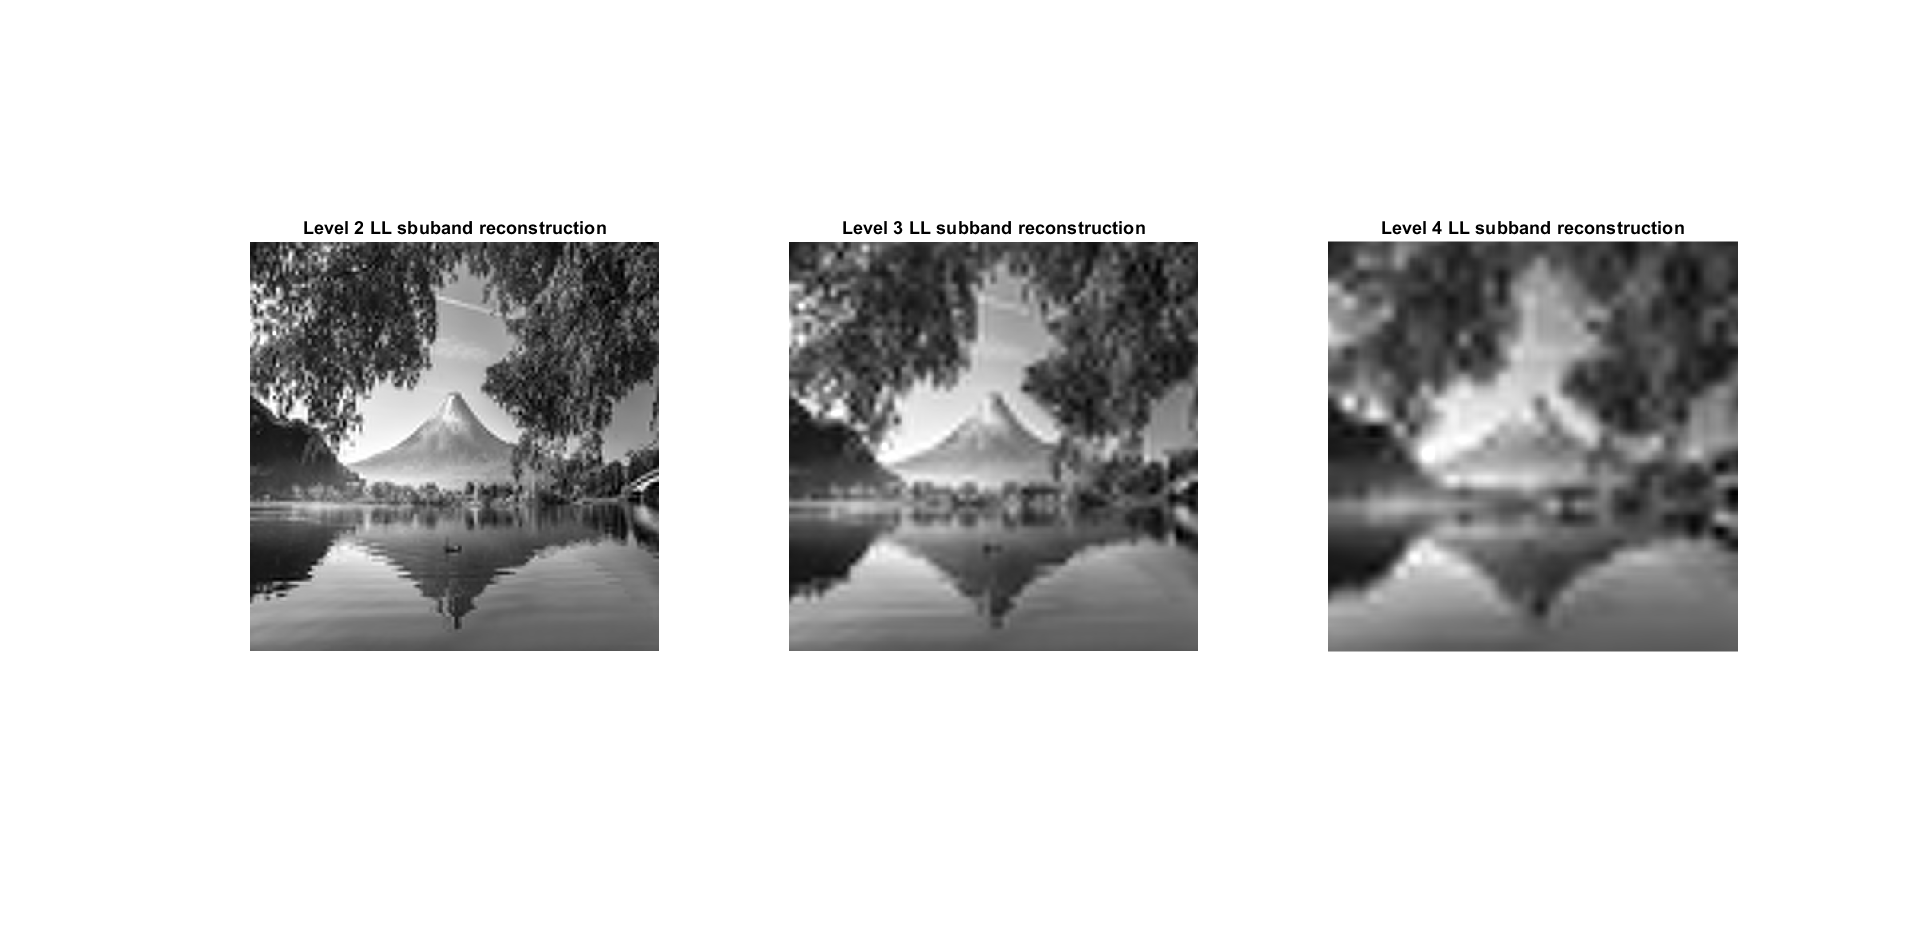 Level 2 LL sbuband reconstruction
Level 3 LL subband reconstruction
Level 4 LL subband reconstruction